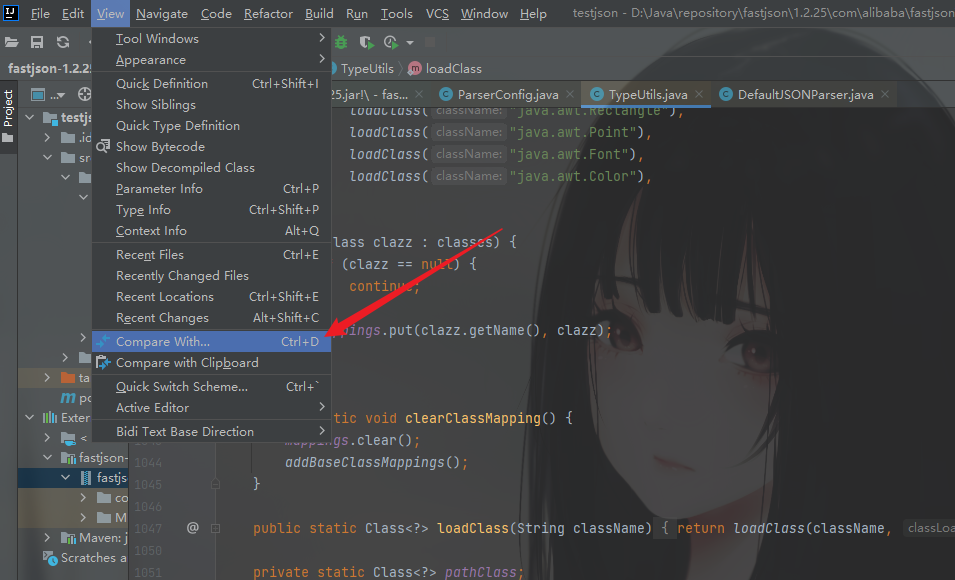 File Edit View Navigate Code Refactor Build Run Tools VCS Window Help testjson - D:\Java\repository\fastjson\1.2.25\com\alibaba\fastjson
fastjson-1.2.25 TypeUtils loadClass
Project
25.jar!\ - fas... ParserConfig.java TypeUtils.java DefaultJSONParser.java
Tool Windows
Appearance
Quick Definition Ctrl+Shift+I
Show Siblings
Quick Type Definition
Show Bytecode
Show Decompiled Class
Parameter Info Ctrl+P
Type Info Ctrl+Shift+P
Context Info Alt+Q
Recent Files Ctrl+E
Recently Changed Files
Recent Locations Ctrl+Shift+E
Recent Changes Alt+Shift+C
Compare With... Ctrl+D
Compare with Clipboard
Quick Switch Scheme... Ctrl+`
Active Editor
Bidi Text Base Direction
testjs
.id
sr
ta
po
Exter
<
fastjson-
fastjs
co
M
Maven: j
Scratches a
loadClass( className: "java.awt.Rectangle"),
loadClass( className: "java.awt.Point"),
loadClass( className: "java.awt.Font"),
loadClass( className: "java.awt.Color"),
lass clazz : classes) {
(clazz == null) {
continue;
pings.put(clazz.getName(), clazz);
tic void clearClassMapping() {
mappings.clear();
1044 addBaseClassMappings();
1045 }
1046
1047 @ public static Class<?> loadClass(String className) { return loadClass(className, classLoa
1050
1051 private static Class<?> pathClass;